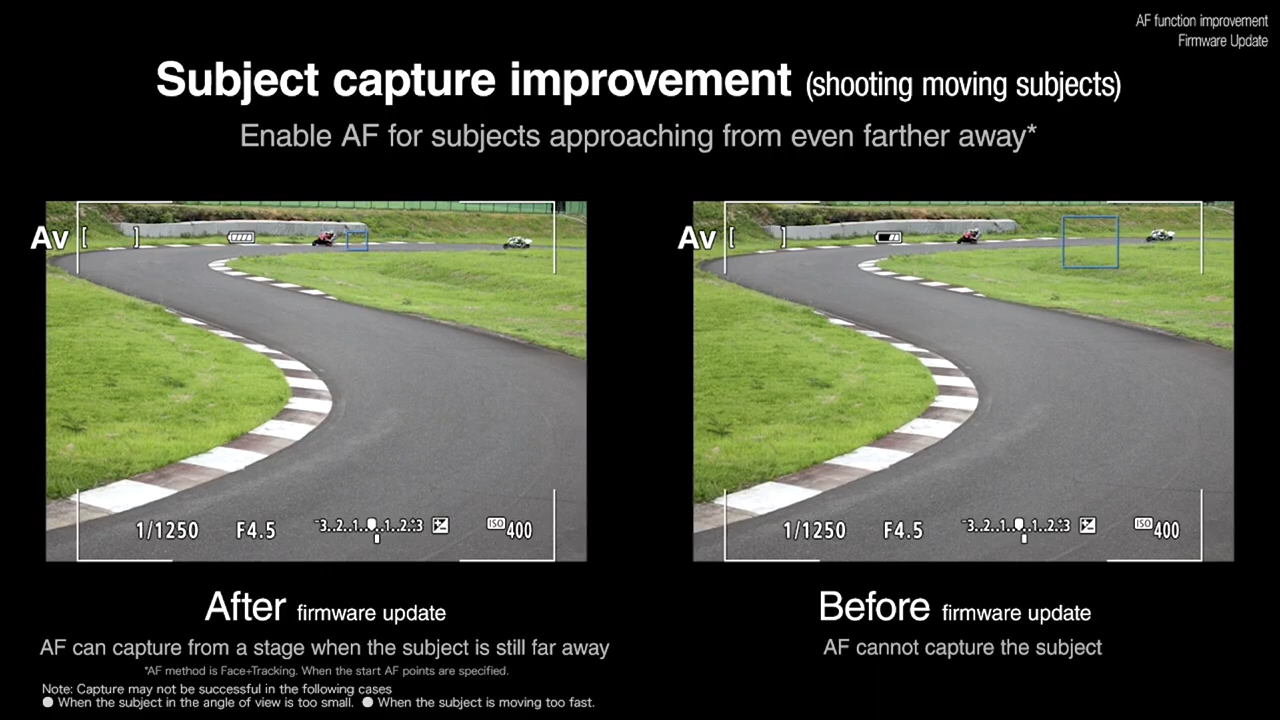 AF function improvement
Firmware Update
Subject capture improvement (shooting moving subjects)
Enable AF for subjects approaching from even farther away*
Av [ ]
Av [ ]
1/1250 F4.5 -3..2..1..●..1..2..+3 ISO 400
1/1250 F4.5 -3..2..1..●..1..2..+3 ISO 400
After firmware update
Before firmware update
AF can capture from a stage when the subject is still far away
AF cannot capture the subject
*AF method is Face+Tracking. When the start AF points are specified.
Note: Capture may not be successful in the following cases
● When the subject in the angle of view is too small. ● When the subject is moving too fast.